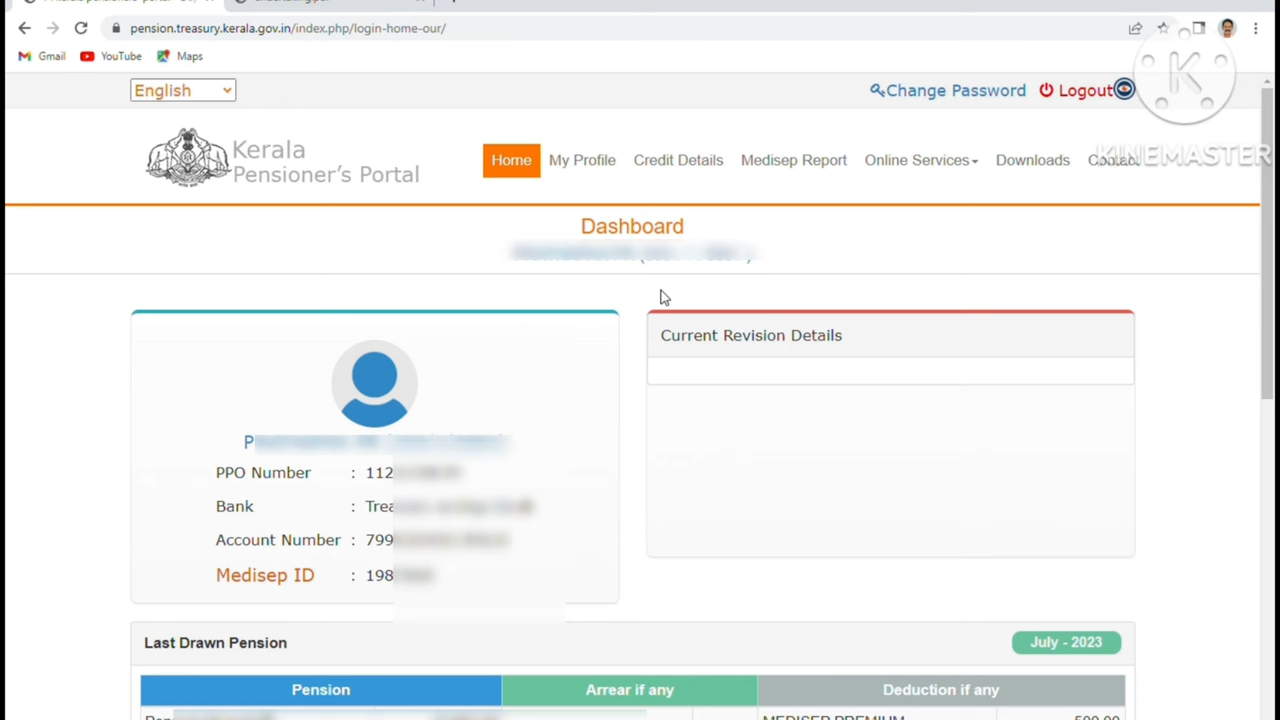 pension.treasury.kerala.gov.in/index.php/login-home-our/
Gmail YouTube Maps
English Change Password Logout
Kerala
Pensioner's Portal
Home My Profile Credit Details Medisep Report Online Services Downloads Contact
KINEMASTER
K
Dashboard
Current Revision Details
PPO Number : 112
Bank : Trea
Account Number : 799
Medisep ID : 198
Last Drawn Pension July - 2023
Pension Arrear if any Deduction if any
MEDISEP PREMIUM 500.00